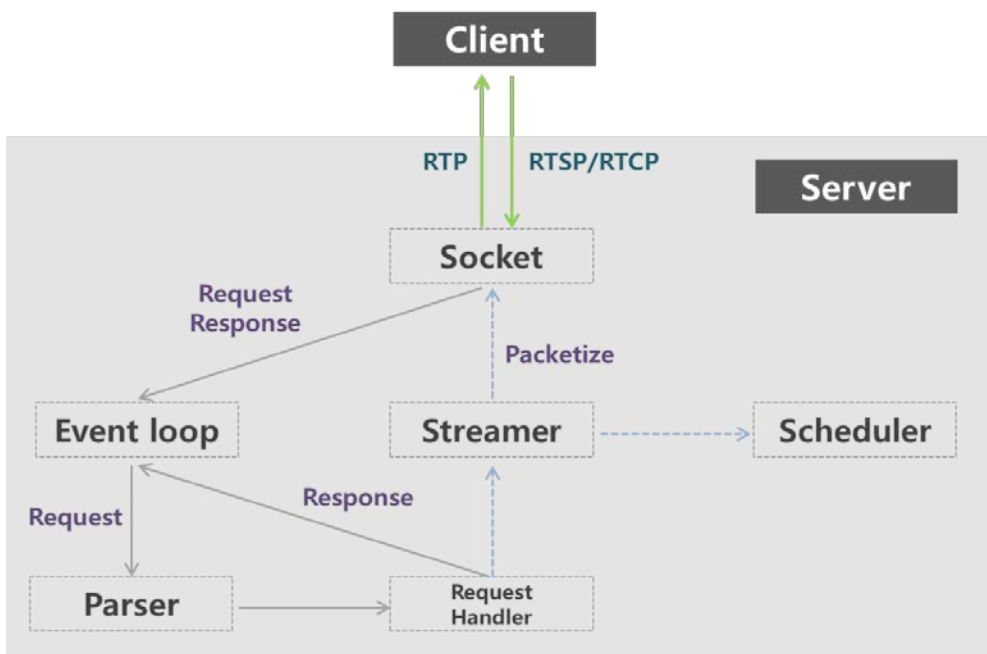 Client
RTP
RTSP/RTCP
Server
Socket
Request
Response
Packetize
Event loop
Streamer
Scheduler
Response
Request
Parser
Request
Handler